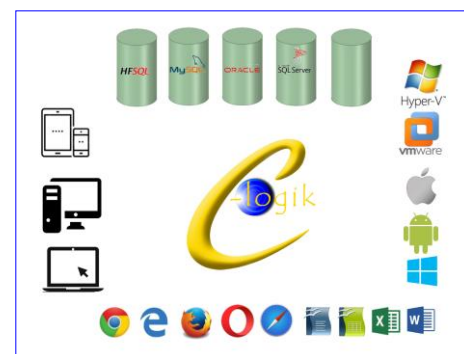 HFSQL
MySQL
ORACLE
SQL Server
Hyper-V
vmware
C-logik